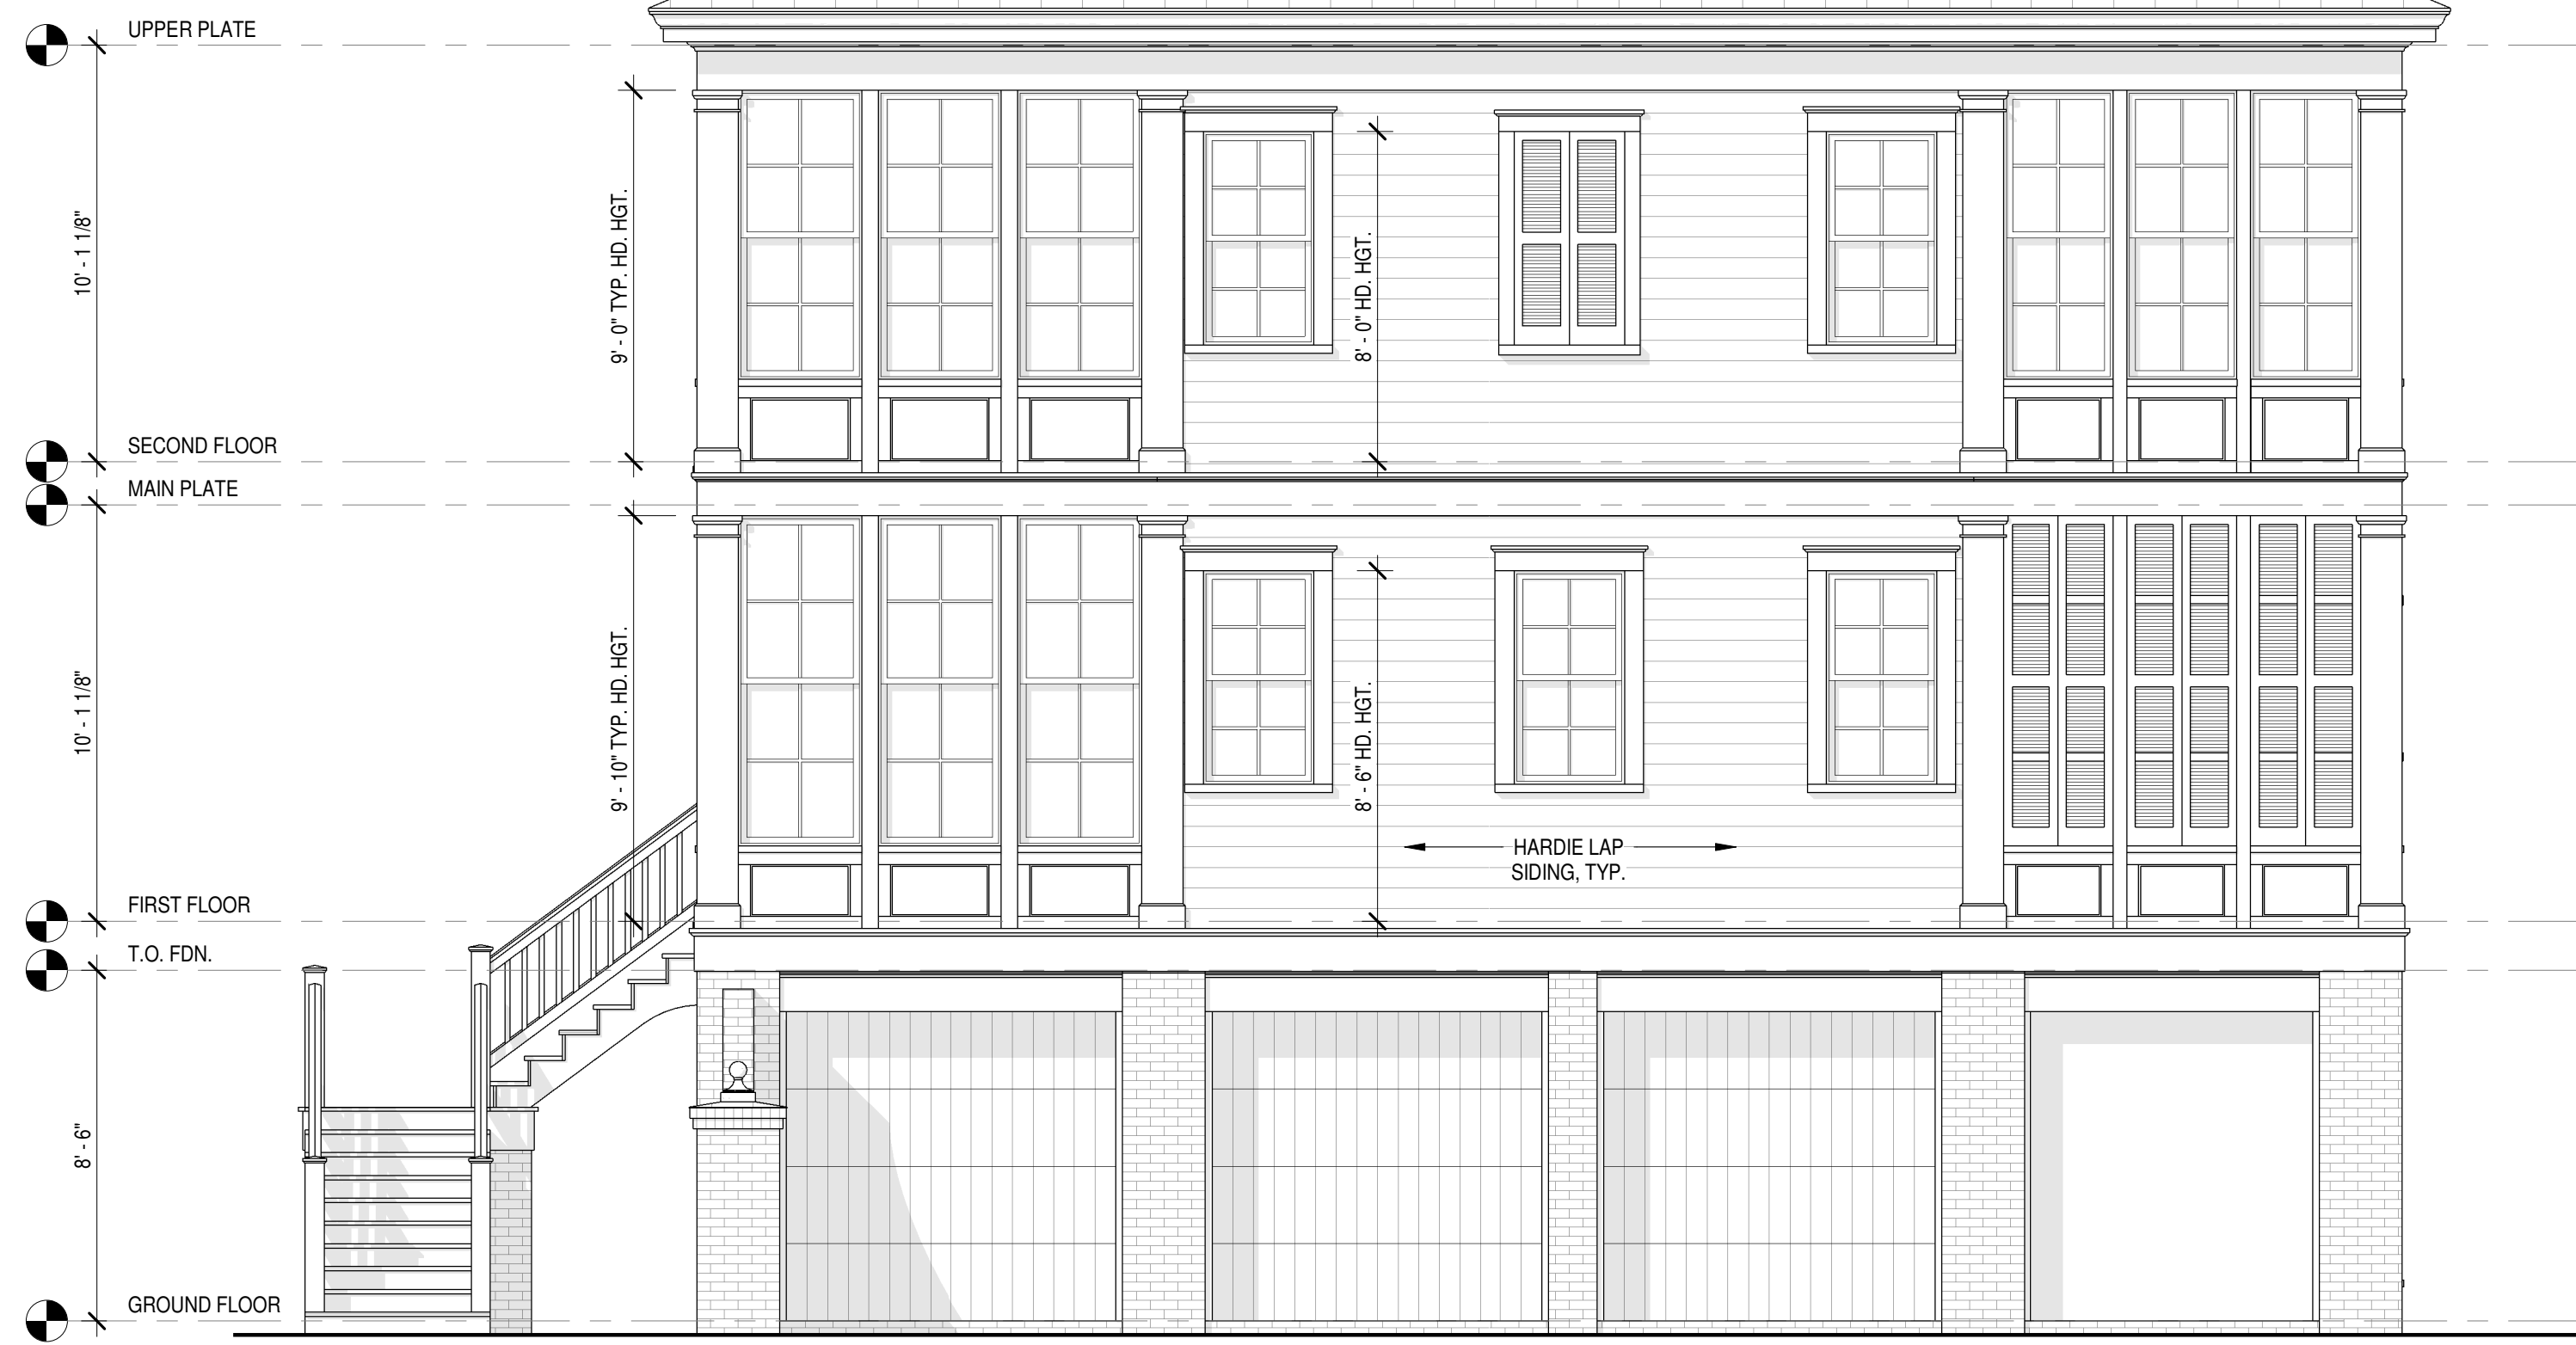 UPPER PLATE
10' - 1 1/8"
9' - 0" TYP. HD. HGT.
8' - 0" HD. HGT.
SECOND FLOOR
MAIN PLATE
10' - 1 1/8"
9' - 10" TYP. HD. HGT.
8' - 6" HD. HGT.
HARDIE LAP
SIDING, TYP.
FIRST FLOOR
T.O. FDN.
8' - 6"
GROUND FLOOR